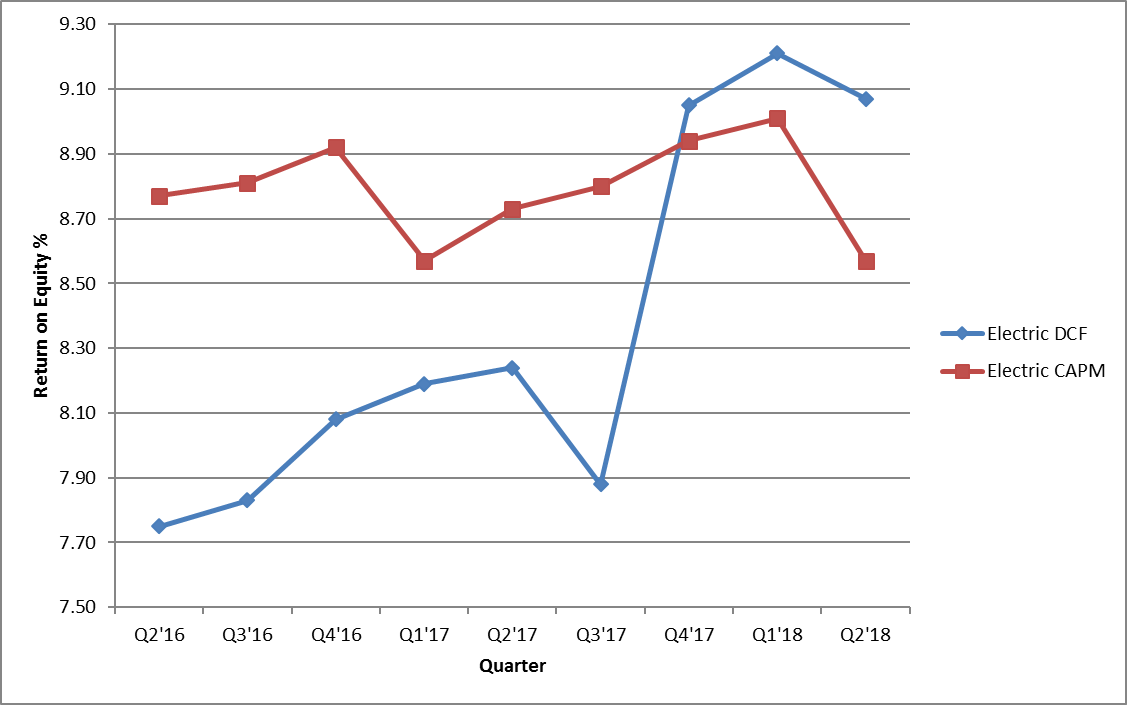 9.30
9.10
8.90
8.70
8.50
8.30
8.10
7.90
7.70
7.50
Return on Equity %
Q2'16 Q3'16 Q4'16 Q1'17 Q2'17 Q3'17 Q4'17 Q1'18 Q2'18
Quarter
Electric DCF
Electric CAPM